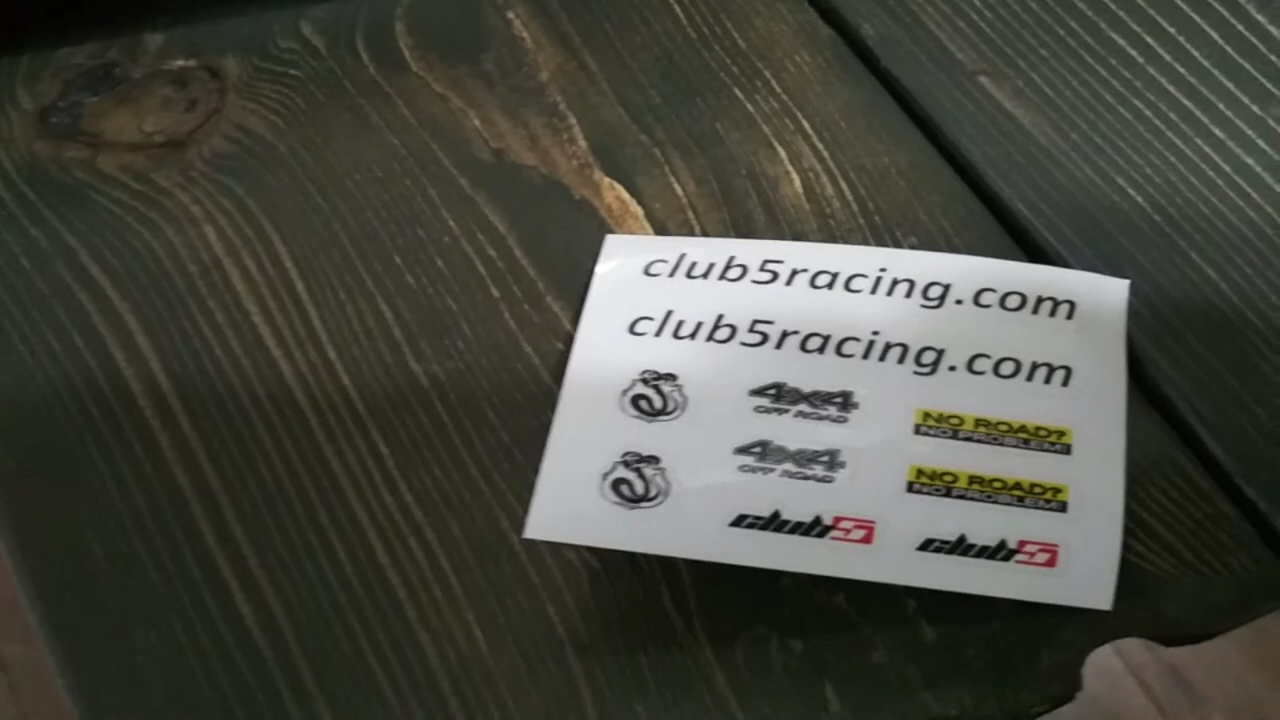 club5racing.com
club5racing.com
4x4
OFF ROAD
NO ROAD?
NO PROBLEM!
4x4
OFF ROAD
NO ROAD?
NO PROBLEM!
club5
club5